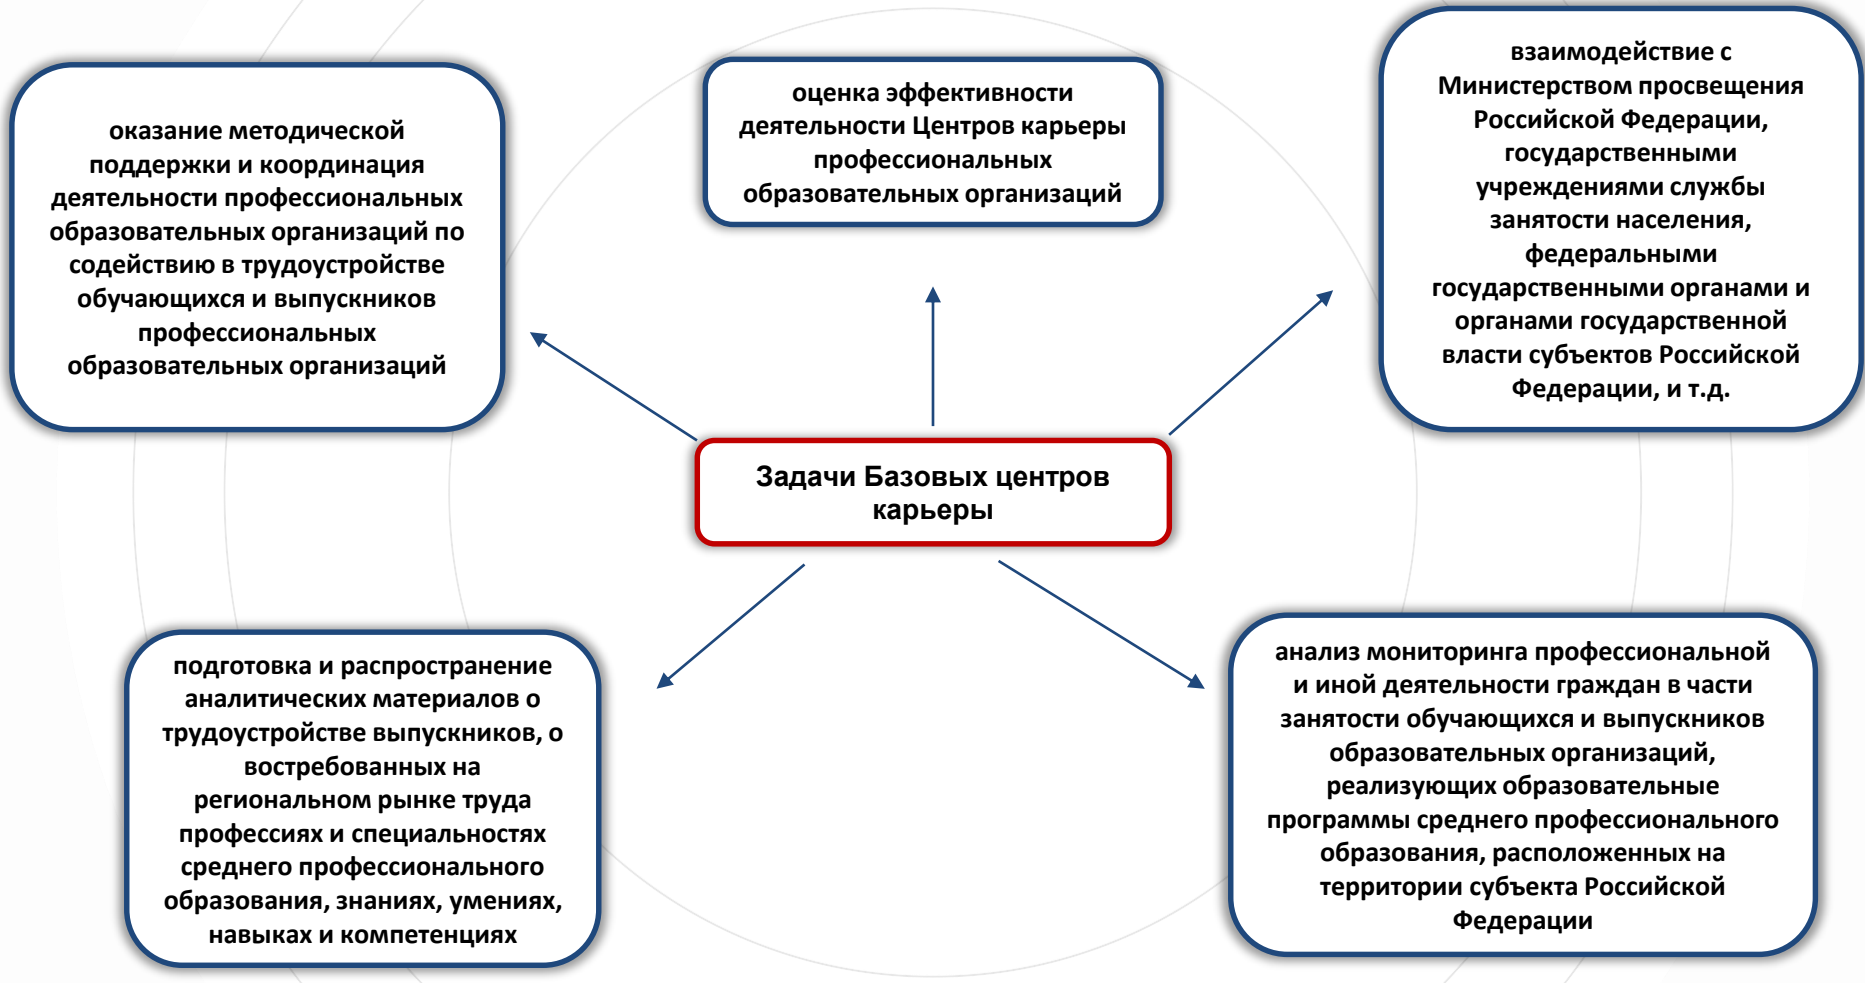 оказание методической
поддержки и координация
деятельности профессиональных
образовательных организаций по
содействию в трудоустройстве
обучающихся и выпускников
профессиональных
образовательных организаций
оценка эффективности
деятельности Центров карьеры
профессиональных
образовательных организаций
взаимодействие с
Министерством просвещения
Российской Федерации,
государственными
учреждениями службы
занятости населения,
федеральными
государственными органами и
органами государственной
власти субъектов Российской
Федерации, и т.д.
Задачи Базовых центров
карьеры
подготовка и распространение
аналитических материалов о
трудоустройстве выпускников, о
востребованных на
региональном рынке труда
профессиях и специальностях
среднего профессионального
образования, знаниях, умениях,
навыках и компетенциях
анализ мониторинга профессиональной
и иной деятельности граждан в части
занятости обучающихся и выпускников
образовательных организаций,
реализующих образовательные
программы среднего профессионального
образования, расположенных на
территории субъекта Российской
Федерации